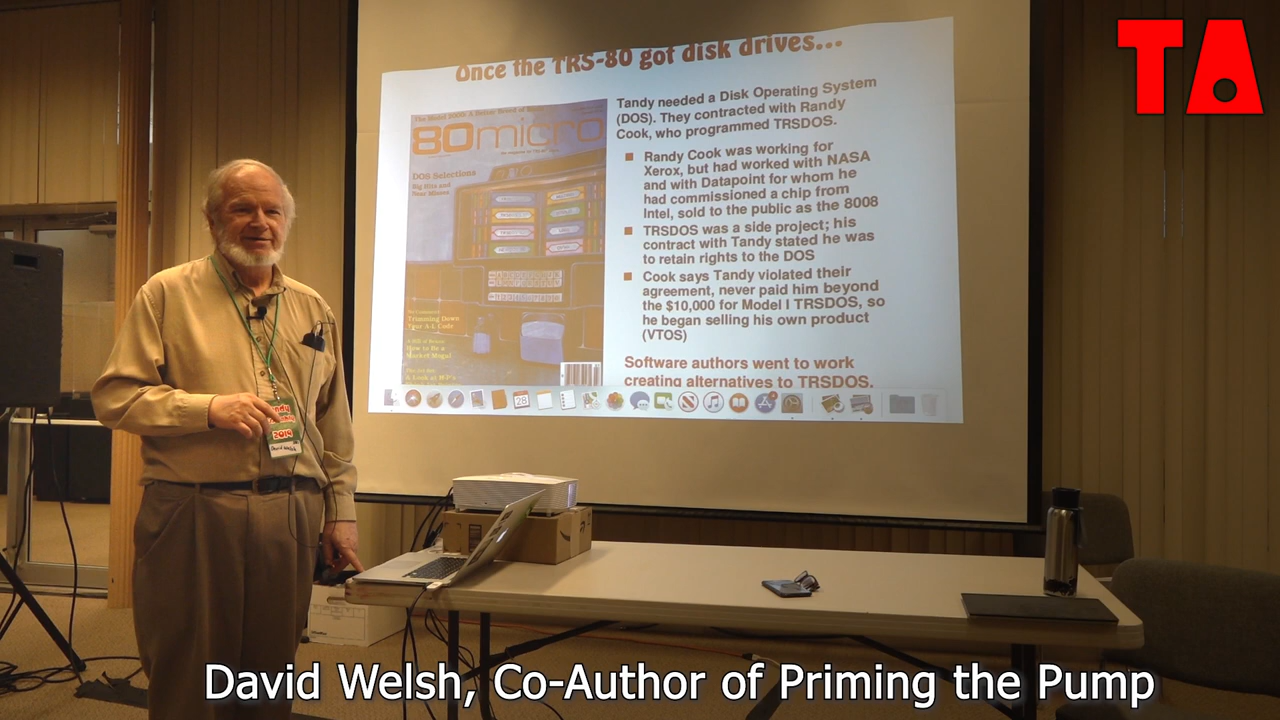 TA
Once the TRS-80 got disk drives...
Tandy needed a Disk Operating System
(DOS). They contracted with Randy
Cook, who programmed TRSDOS.
Randy Cook was working for
Xerox, but had worked with NASA
and with Datapoint for whom he
had commissioned a chip from
Intel, sold to the public as the 8008
TRSDOS was a side project; his
contract with Tandy stated he was
to retain rights to the DOS
Cook says Tandy violated their
agreement, never paid him beyond
the $10,000 for Model I TRSDOS, so
he began selling his own product
(VTOS)
Software authors went to work
creating alternatives to TRSDOS.
80micro
DOS Selections
Big Hits and
Near Misses
Trimming Down
How to Be a
Market Mogul
28
2019
David Welsh
David Welsh, Co-Author of Priming the Pump